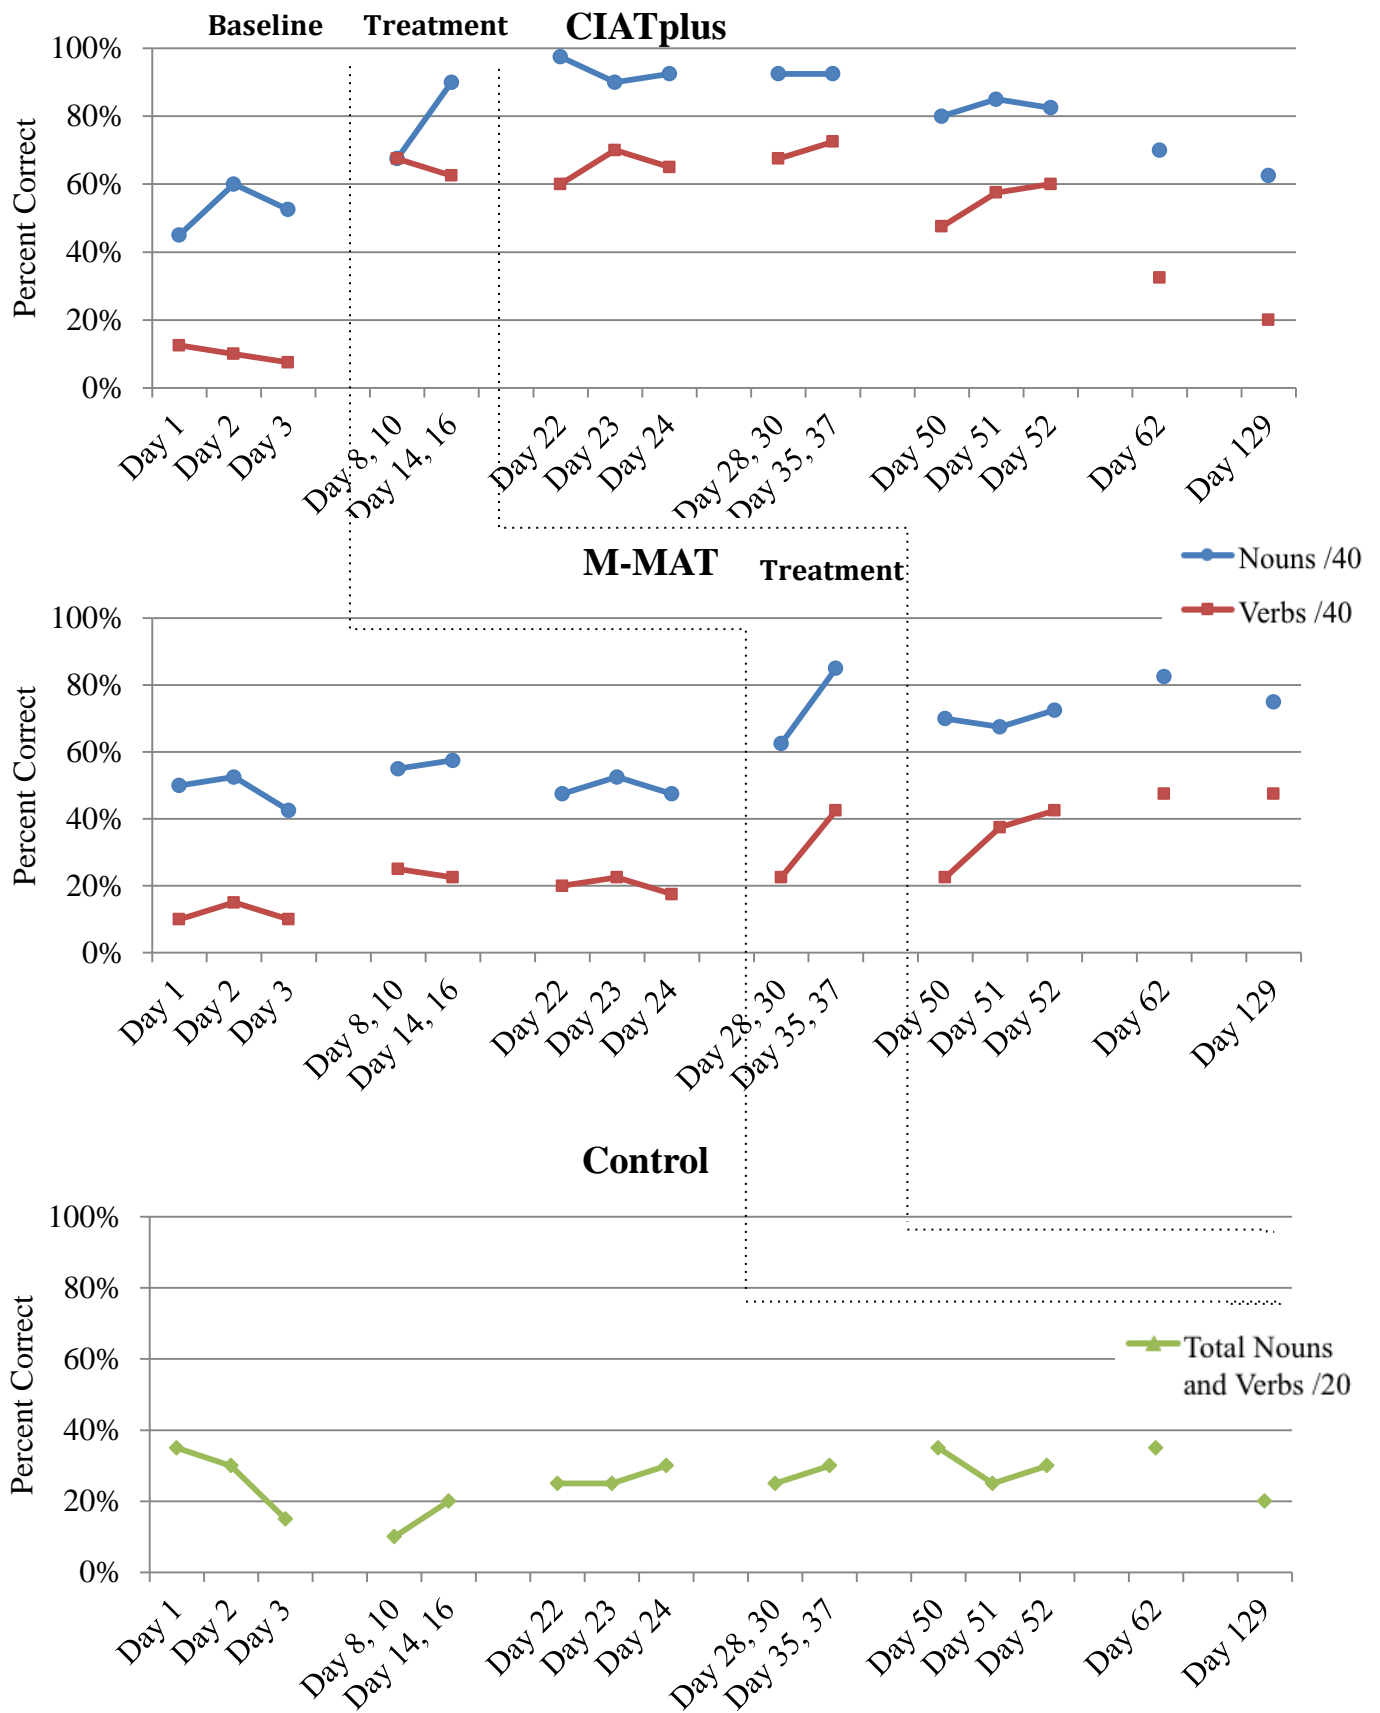 Baseline Treatment CIATplus
Percent Correct
100%
80%
60%
40%
20%
0%
Day 1
Day 2
Day 3
Day 8, 10
Day 14, 16
Day 22
Day 23
Day 24
Day 28, 30
Day 35, 37
Day 50
Day 51
Day 52
Day 62
Day 129
M-MAT Treatment
Nouns /40
Verbs /40
Percent Correct
100%
80%
60%
40%
20%
0%
Day 1
Day 2
Day 3
Day 8, 10
Day 14, 16
Day 22
Day 23
Day 24
Day 28, 30
Day 35, 37
Day 50
Day 51
Day 52
Day 62
Day 129
Control
Percent Correct
100%
80%
60%
40%
20%
0%
Total Nouns
and Verbs /20
Day 1
Day 2
Day 3
Day 8, 10
Day 14, 16
Day 22
Day 23
Day 24
Day 28, 30
Day 35, 37
Day 50
Day 51
Day 52
Day 62
Day 129